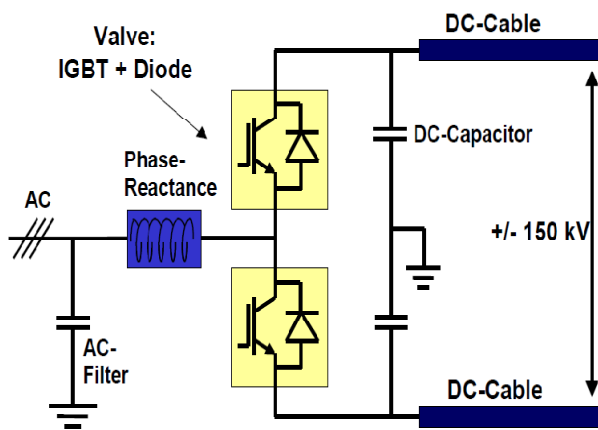 Valve:
IGBT + Diode
DC-Cable
DC-Capacitor
Phase-
Reactance
AC
+/- 150 kV
AC-
Filter
DC-Cable